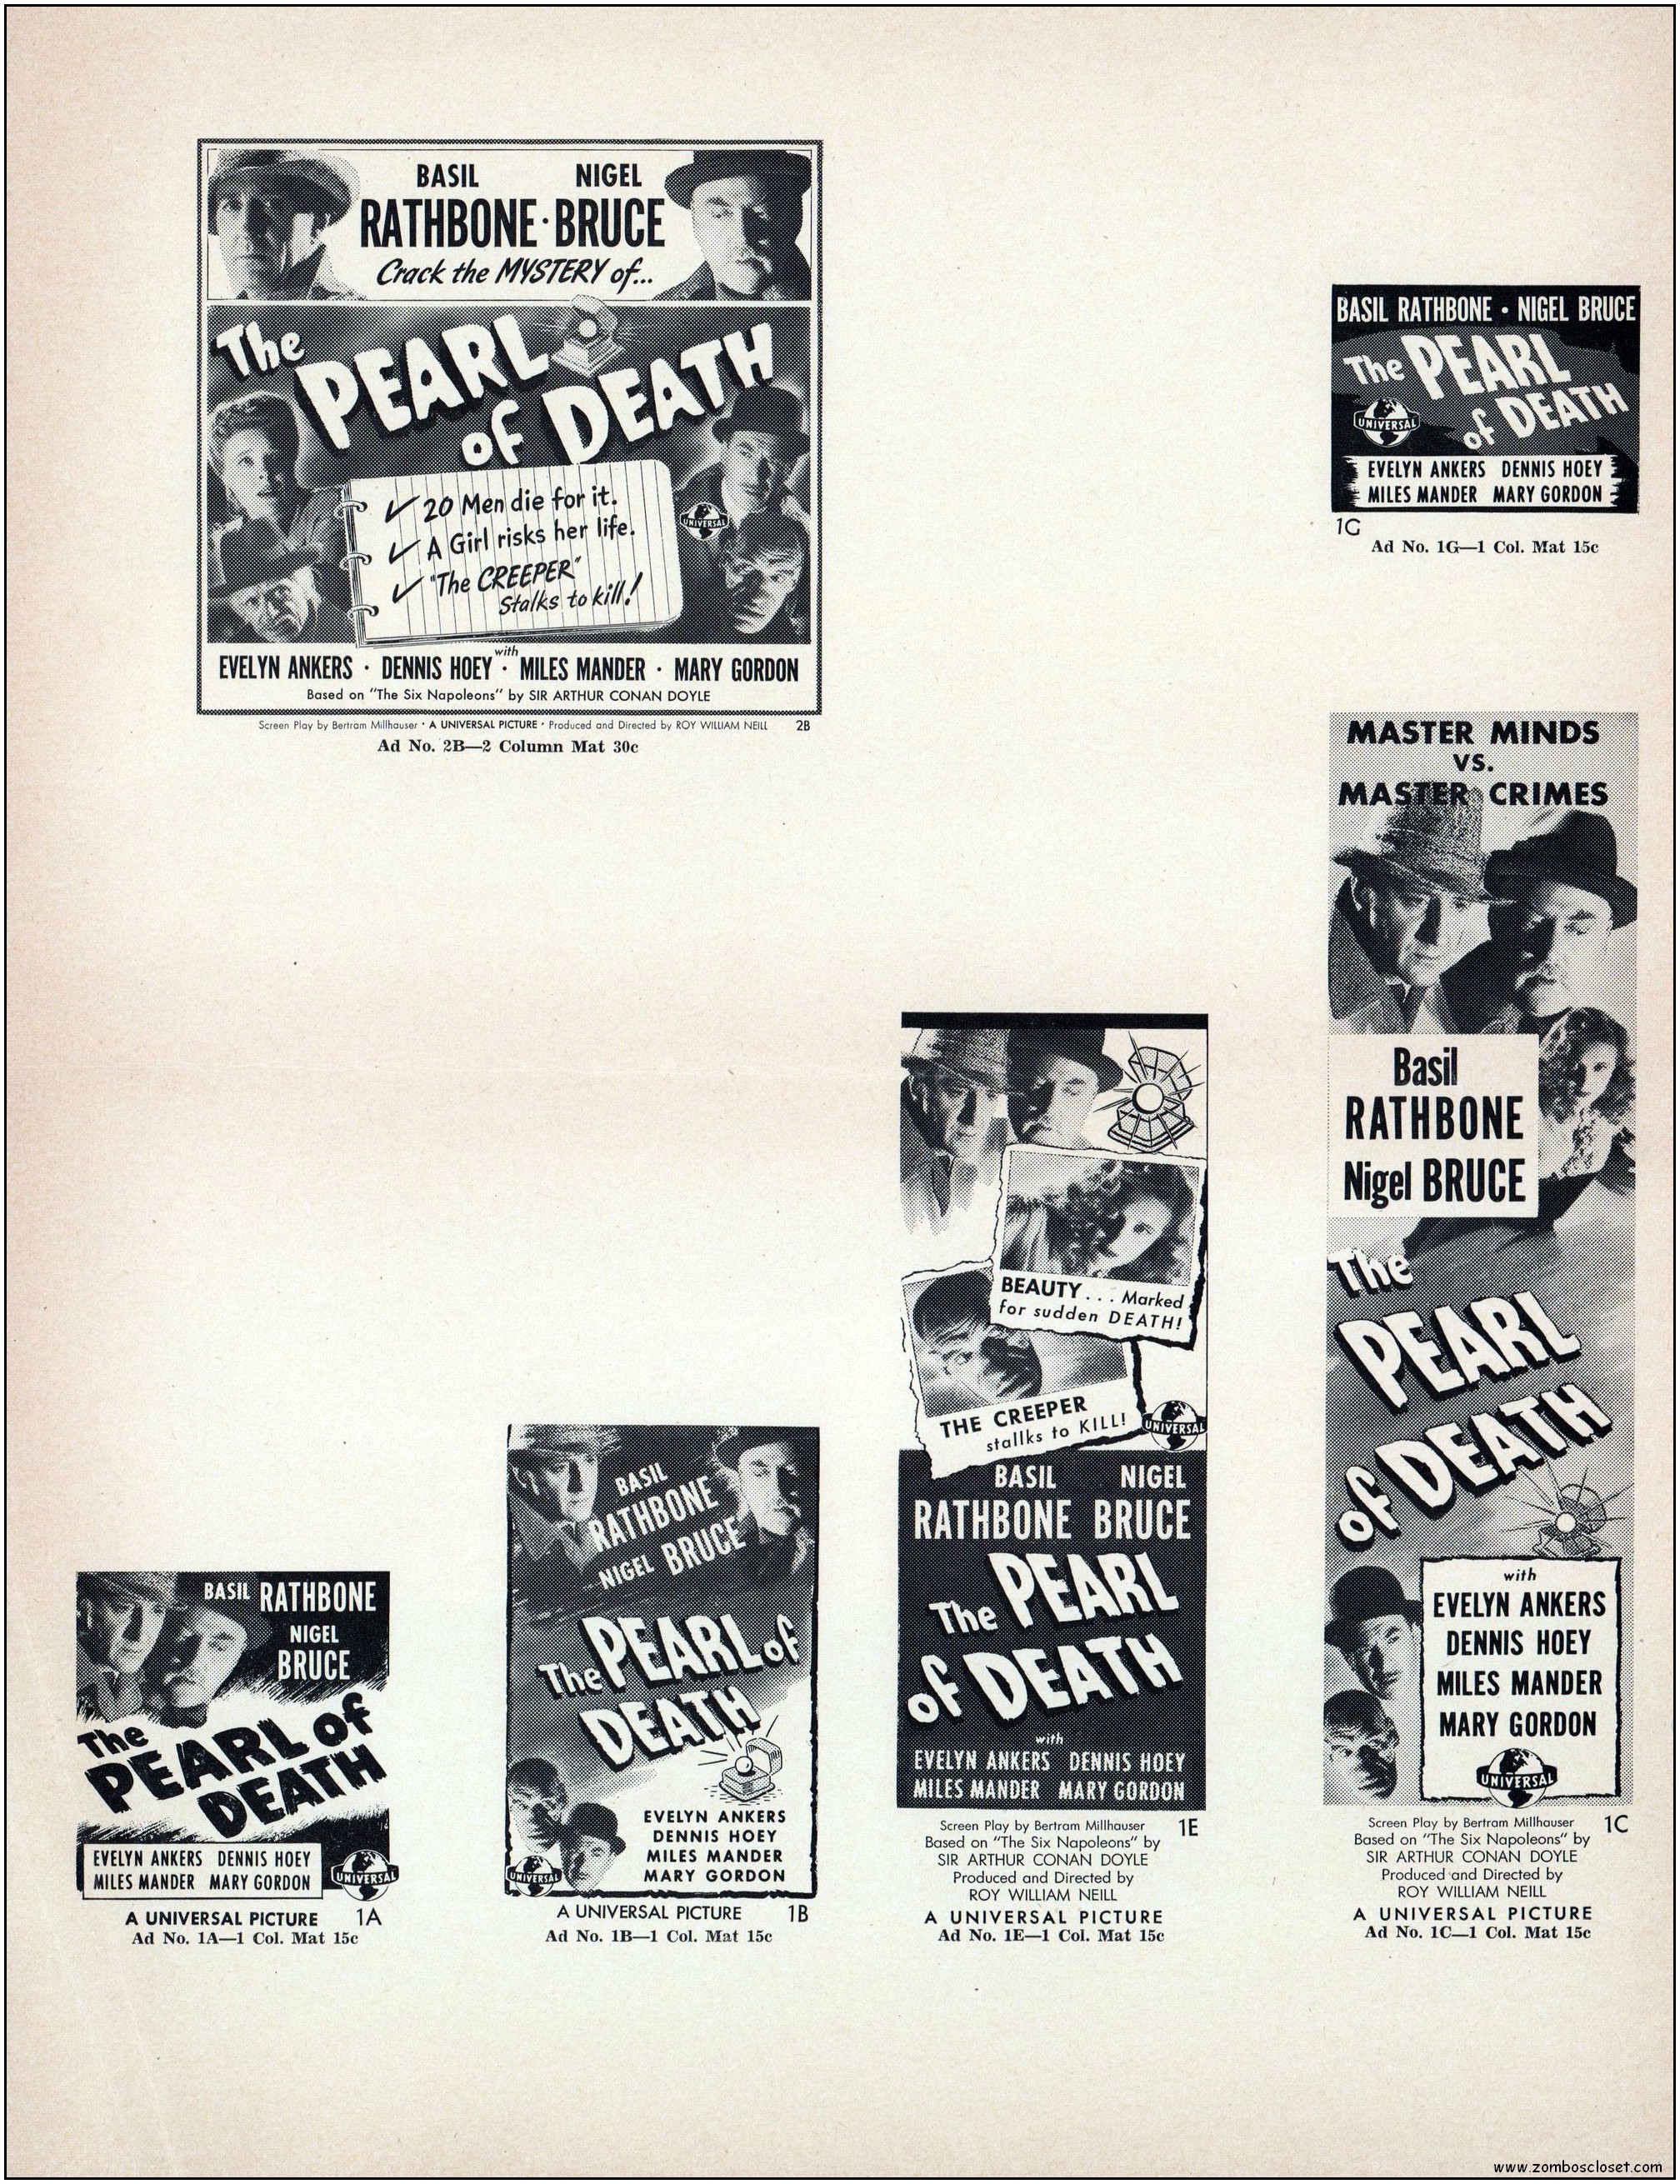 BASIL NIGEL
RATHBONE · BRUCE
Crack the MYSTERY of...
The PEARL
of DEATH
✓ 20 Men die for it.
✓ A Girl risks her life.
✓ "The CREEPER"
Stalks to kill!
UNIVERSAL
with
EVELYN ANKERS · DENNIS HOEY · MILES MANDER · MARY GORDON
Based on "The Six Napoleons" by SIR ARTHUR CONAN DOYLE
Screen Play by Bertram Millhauser · A UNIVERSAL PICTURE · Produced and Directed by ROY WILLIAM NEILL 2B
Ad No. 2B—2 Column Mat 30c
BASIL RATHBONE · NIGEL BRUCE
The PEARL
of DEATH
UNIVERSAL
EVELYN ANKERS DENNIS HOEY
MILES MANDER MARY GORDON
1G
Ad No. 1G—1 Col. Mat 15c
BASIL RATHBONE
NIGEL
BRUCE
The
PEARL of
DEATH
EVELYN ANKERS DENNIS HOEY
MILES MANDER MARY GORDON
UNIVERSAL
A UNIVERSAL PICTURE 1A
Ad No. 1A—1 Col. Mat 15c
BASIL
RATHBONE
NIGEL BRUCE
The PEARL of
DEATH
EVELYN ANKERS
DENNIS HOEY
MILES MANDER
MARY GORDON
UNIVERSAL
A UNIVERSAL PICTURE 1B
Ad No. 1B—1 Col. Mat 15c
BEAUTY . . . Marked
for sudden DEATH!
THE CREEPER
stallks to KILL!
UNIVERSAL
BASIL NIGEL
RATHBONE BRUCE
The PEARL
of DEATH
with
EVELYN ANKERS DENNIS HOEY
MILES MANDER MARY GORDON
Screen Play by Bertram Millhauser 1E
Based on "The Six Napoleons" by
SIR ARTHUR CONAN DOYLE
Produced and Directed by
ROY WILLIAM NEILL
A UNIVERSAL PICTURE
Ad No. 1E—1 Col. Mat 15c
MASTER MINDS
VS.
MASTER CRIMES
Basil
RATHBONE
Nigel BRUCE
The
PEARL
of DEATH
with
EVELYN ANKERS
DENNIS HOEY
MILES MANDER
MARY GORDON
UNIVERSAL
Screen Play by Bertram Millhauser 1C
Based on "The Six Napoleons" by
SIR ARTHUR CONAN DOYLE
Produced and Directed by
ROY WILLIAM NEILL
A UNIVERSAL PICTURE
Ad No. 1C—1 Col. Mat 15c
www.zomboscloset.com